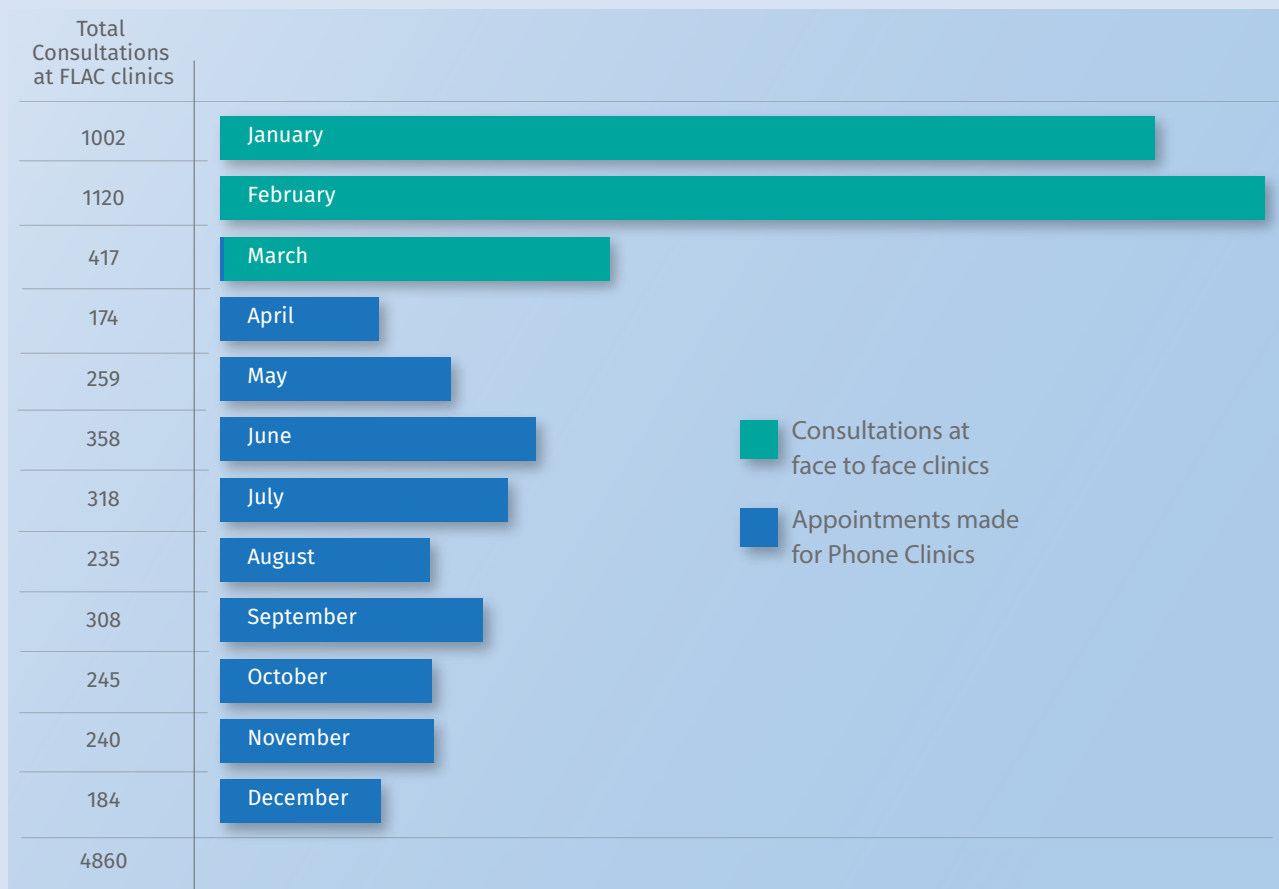 Total
Consultations
at FLAC clinics
1002 January
1120 February
417 March
174 April
259 May
358 June
318 July
235 August
308 September
245 October
240 November
184 December
4860
Consultations at
face to face clinics
Appointments made
for Phone Clinics